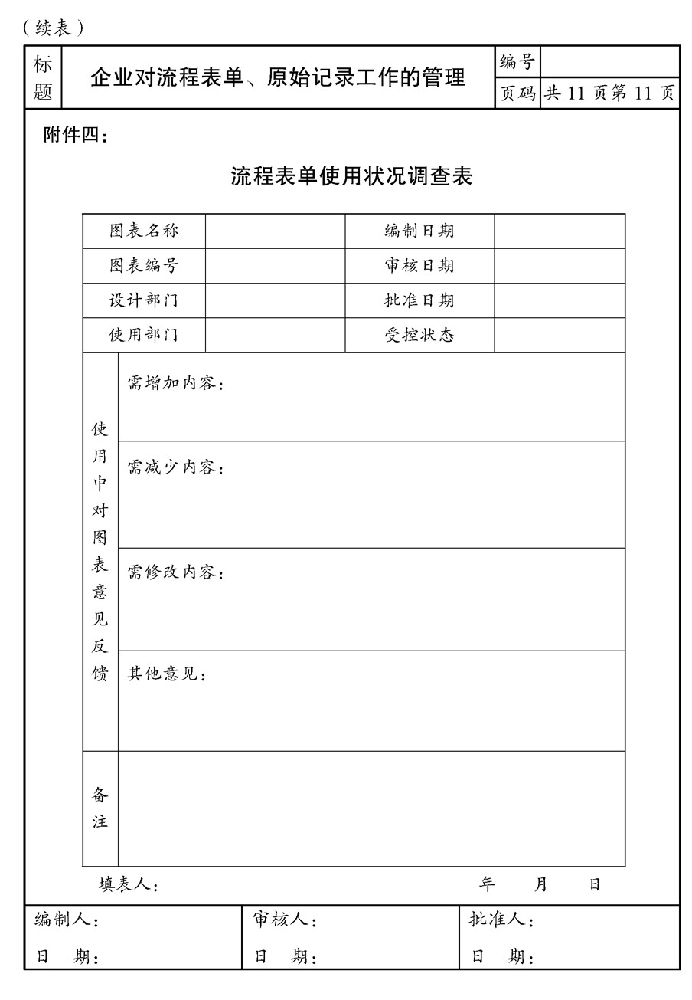 （续表）
标题 企业对流程表单、原始记录工作的管理 编号
页码 共 11 页第 11 页
附件四：
流程表单使用状况调查表
图表名称 编制日期
图表编号 审核日期
设计部门 批准日期
使用部门 受控状态
使用中对图表意见反馈
需增加内容：
需减少内容：
需修改内容：
其他意见：
备注
填表人： 年 月 日
编制人： 审核人： 批准人：
日 期： 日 期： 日 期：